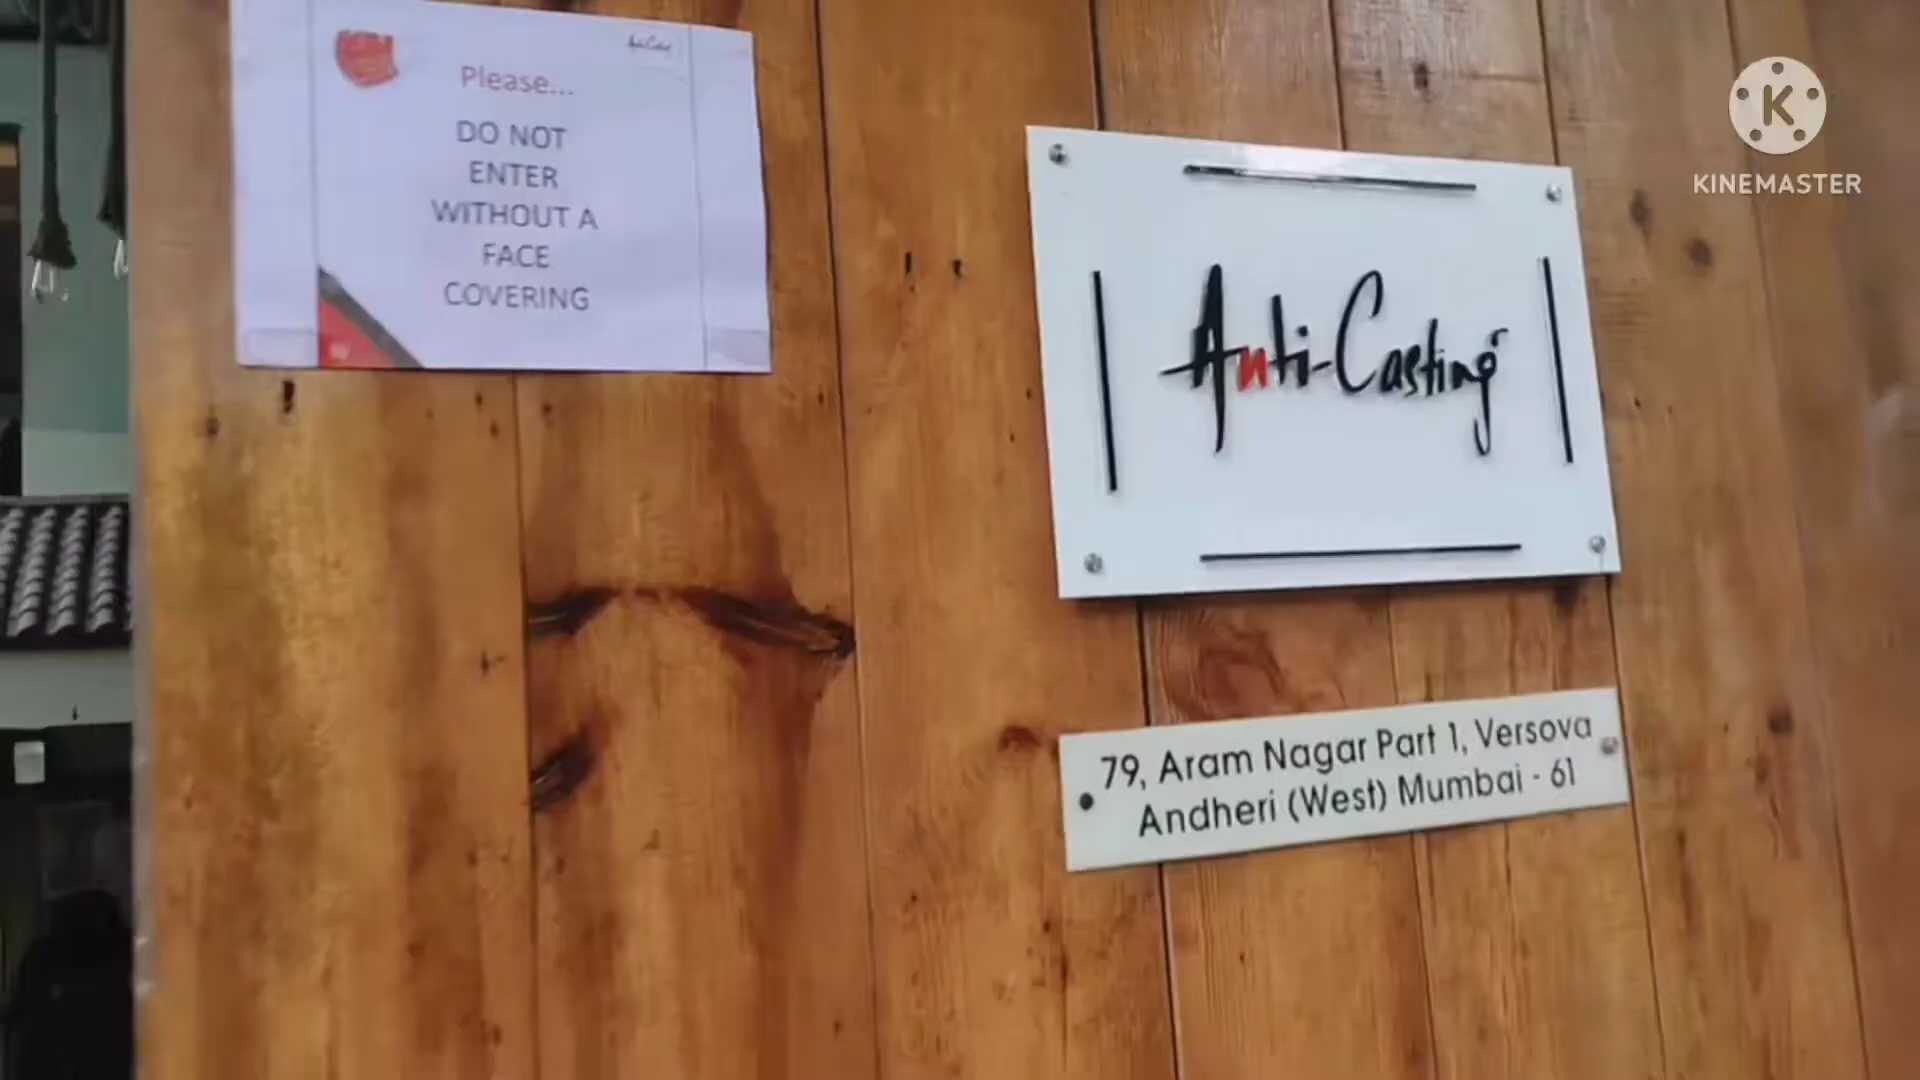 Please...
DO NOT
ENTER
WITHOUT A
FACE
COVERING
Anti-Casting
79, Aram Nagar Part 1, Versova
Andheri (West) Mumbai - 61
K
KINEMASTER